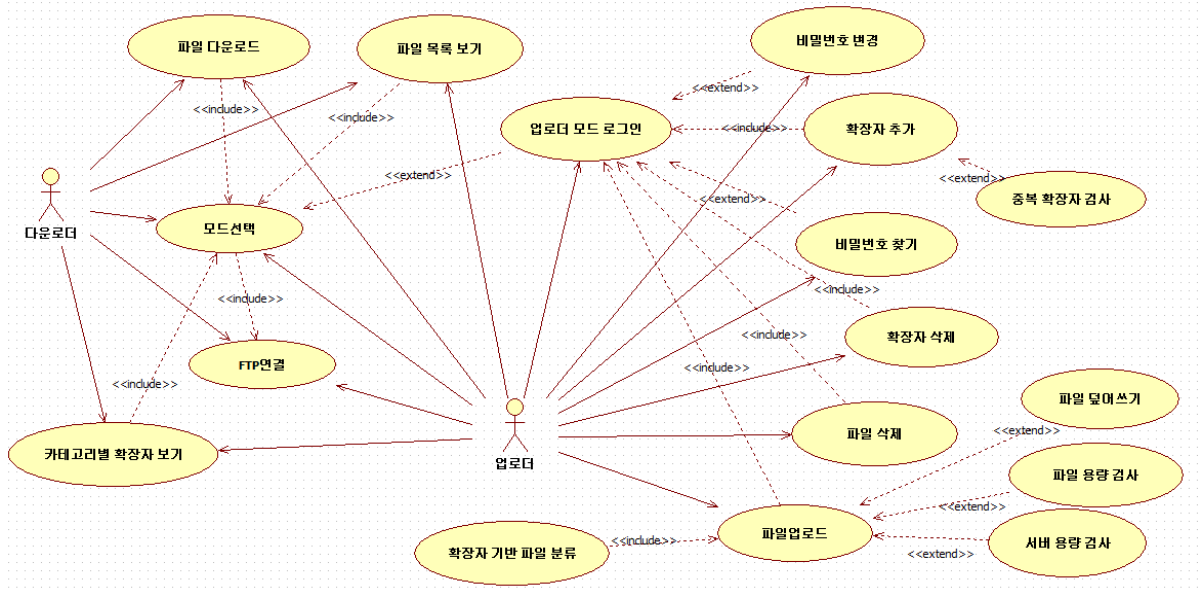 파일 다운로드
파일 목록 보기
비밀번호 변경
<<extend>>
<<include>>
<<include>>
업로더 모드 로그인
<<include>>
확장자 추가
<<extend>>
<<extend>>
중복 확장자 검사
<<extend>>
다운로더
모드선택
비밀번호 찾기
<<include>>
<<include>>
<<include>>
확장자 삭제
FTP연결
<<include>>
<<include>>
파일 덮어쓰기
<<extend>>
파일 삭제
카테고리별 확장자 보기
업로더
파일 용량 검사
<<extend>>
파일업로드
확장자 기반 파일 분류
<<include>>
서버 용량 검사
<<extend>>